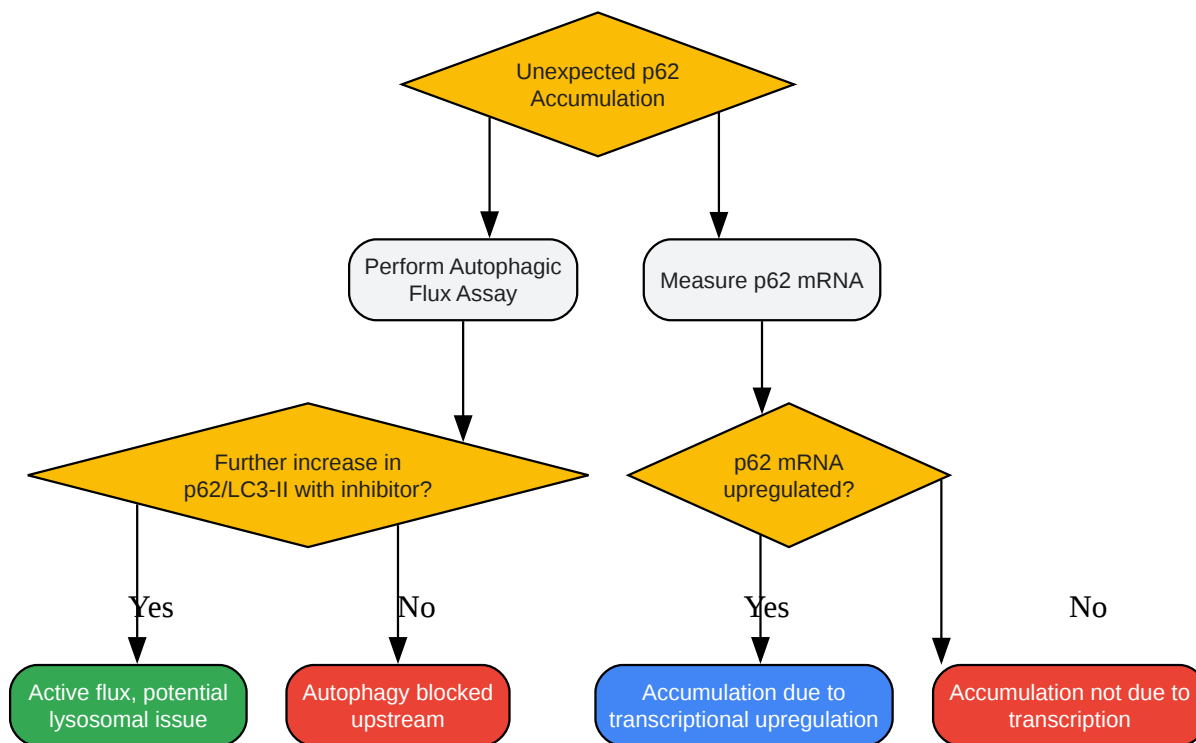 Unexpected p62
Accumulation
Perform Autophagic
Flux Assay
Measure p62 mRNA
Further increase in
p62/LC3-II with inhibitor?
p62 mRNA
upregulated?
Yes
No
Yes
No
Active flux, potential
lysosomal issue
Autophagy blocked
upstream
Accumulation due to
transcriptional upregulation
Accumulation not due to
transcription